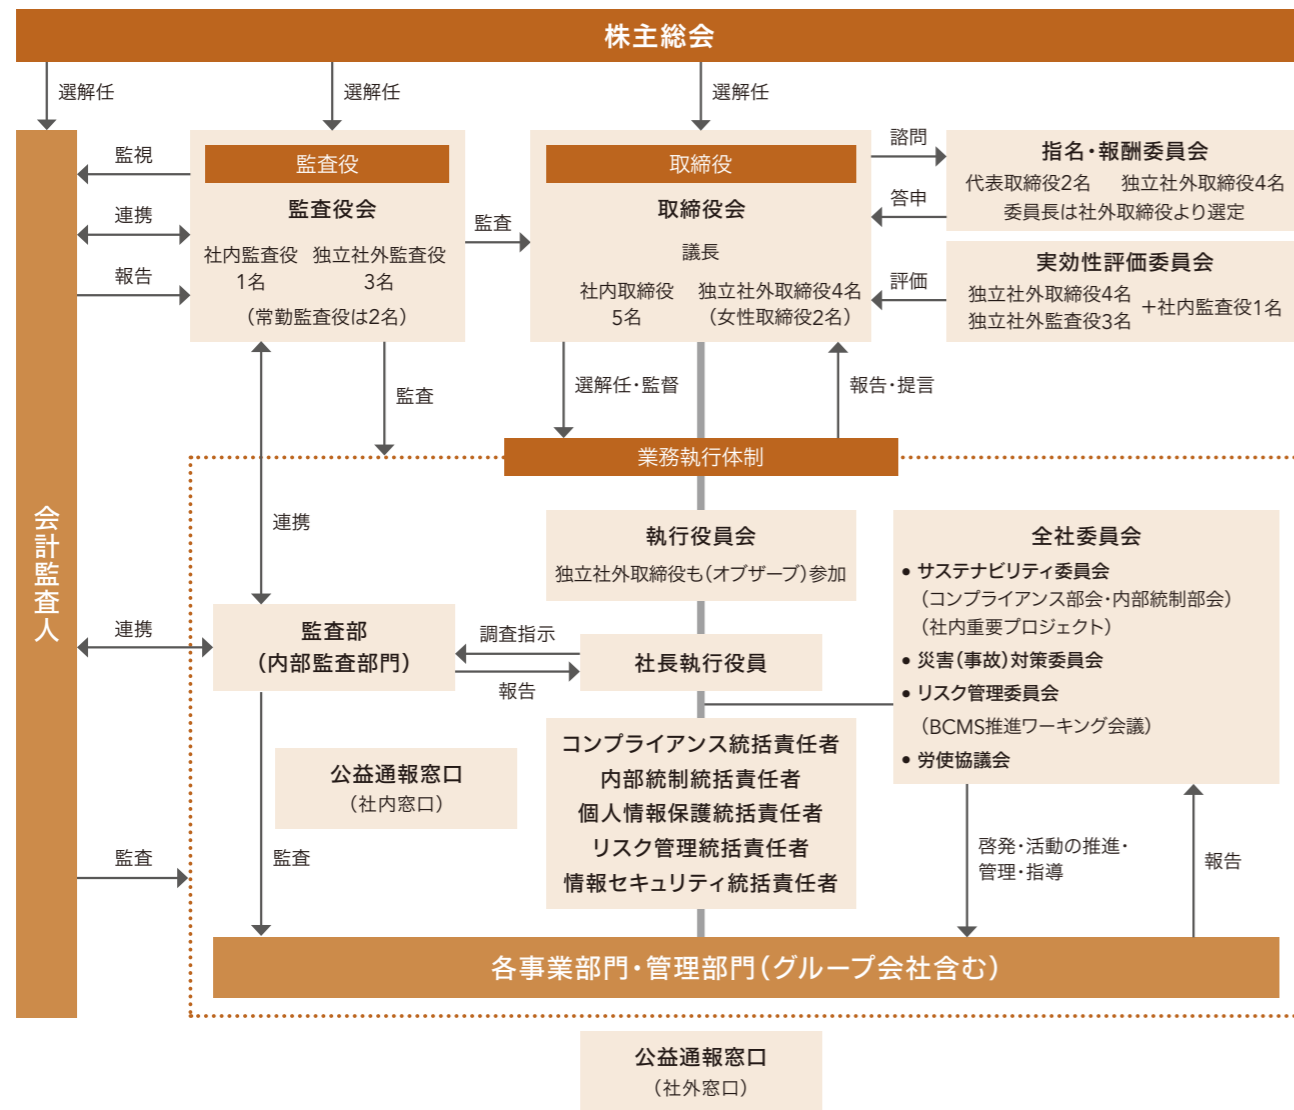 株主総会
選解任
選解任
選解任
監視
連携
報告
監査役
監査役会
社内監査役
1名
独立社外監査役
3名
（常勤監査役は2名）
監査
取締役
取締役会
議長
社内取締役
5名
独立社外取締役4名
（女性取締役2名）
諮問
答申
評価
指名・報酬委員会
代表取締役2名　独立社外取締役4名
委員長は社外取締役より選定
実効性評価委員会
独立社外取締役4名
独立社外監査役3名
＋社内監査役1名
監査
選解任・監督
報告・提言
業務執行体制
会計監査人
連携
執行役員会
独立社外取締役も（オブザーブ）参加
全社委員会
• サステナビリティ委員会
（コンプライアンス部会・内部統制部会）
（社内重要プロジェクト）
• 災害（事故）対策委員会
• リスク管理委員会
（BCMS推進ワーキング会議）
• 労使協議会
連携
監査部
（内部監査部門）
調査指示
報告
社長執行役員
コンプライアンス統括責任者
内部統制統括責任者
個人情報保護統括責任者
リスク管理統括責任者
情報セキュリティ統括責任者
公益通報窓口
（社内窓口）
監査
監査
啓発・活動の推進・
管理・指導
報告
各事業部門・管理部門（グループ会社含む）
公益通報窓口
（社外窓口）